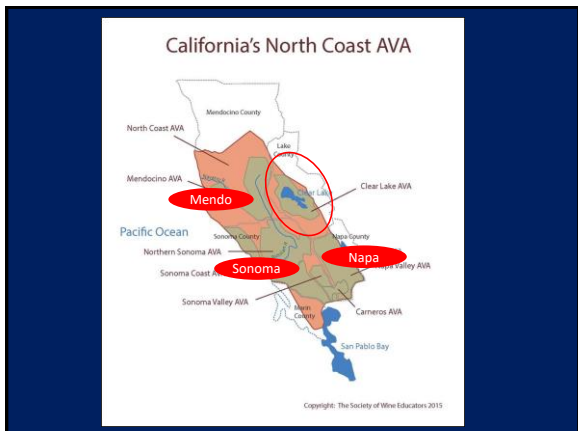 California's North Coast AVA
Mendocino County
North Coast AVA
Lake
County
Mendocino AVA
Clear Lake
Clear Lake AVA
Mendo
Pacific Ocean
Sonoma County
Napa County
Northern Sonoma AVA
Napa
Sonoma
Valley AVA
Sonoma Coast
Sonoma Valley AVA
Marin
County
Carneros AVA
San Pablo Bay
Copyright: The Society of Wine Educators 2015